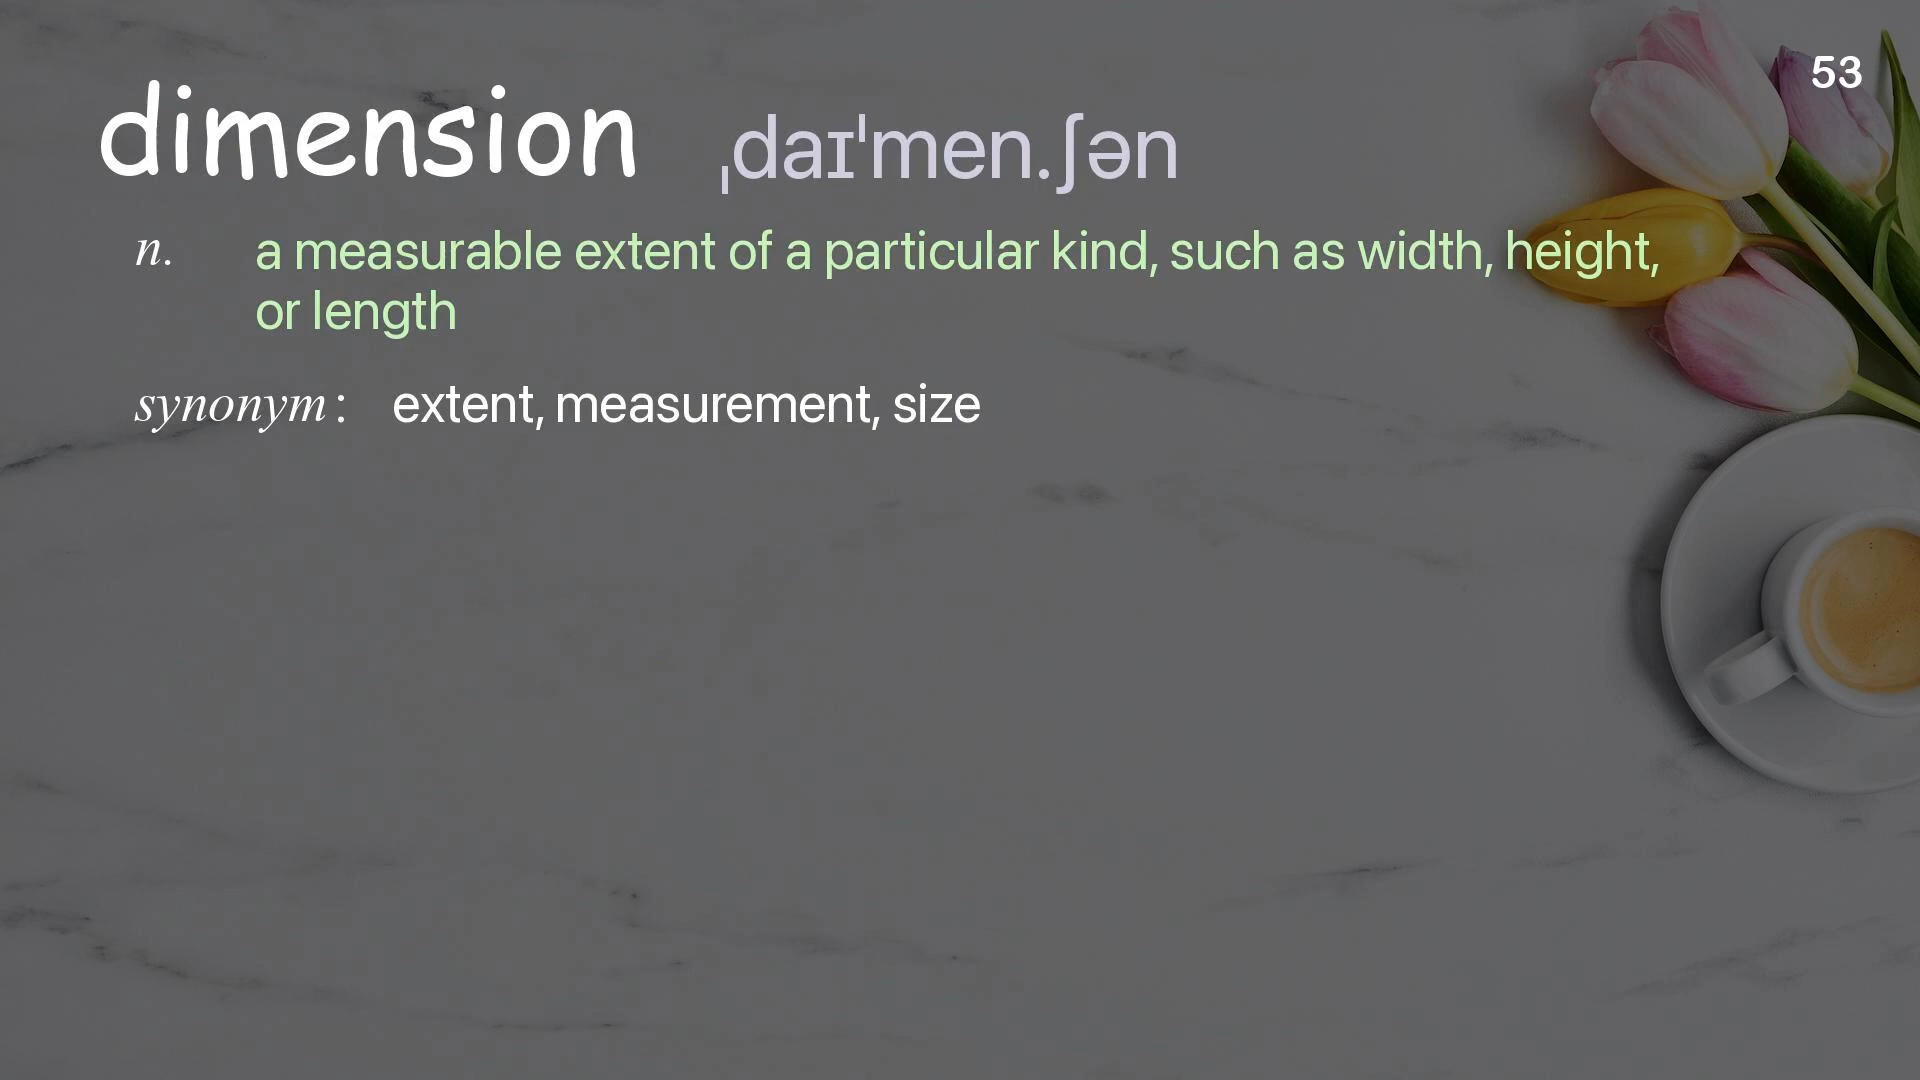 53
dimension ˌdaɪˈmen.ʃən
n. a measurable extent of a particular kind, such as width, height,
or length
synonym: extent, measurement, size